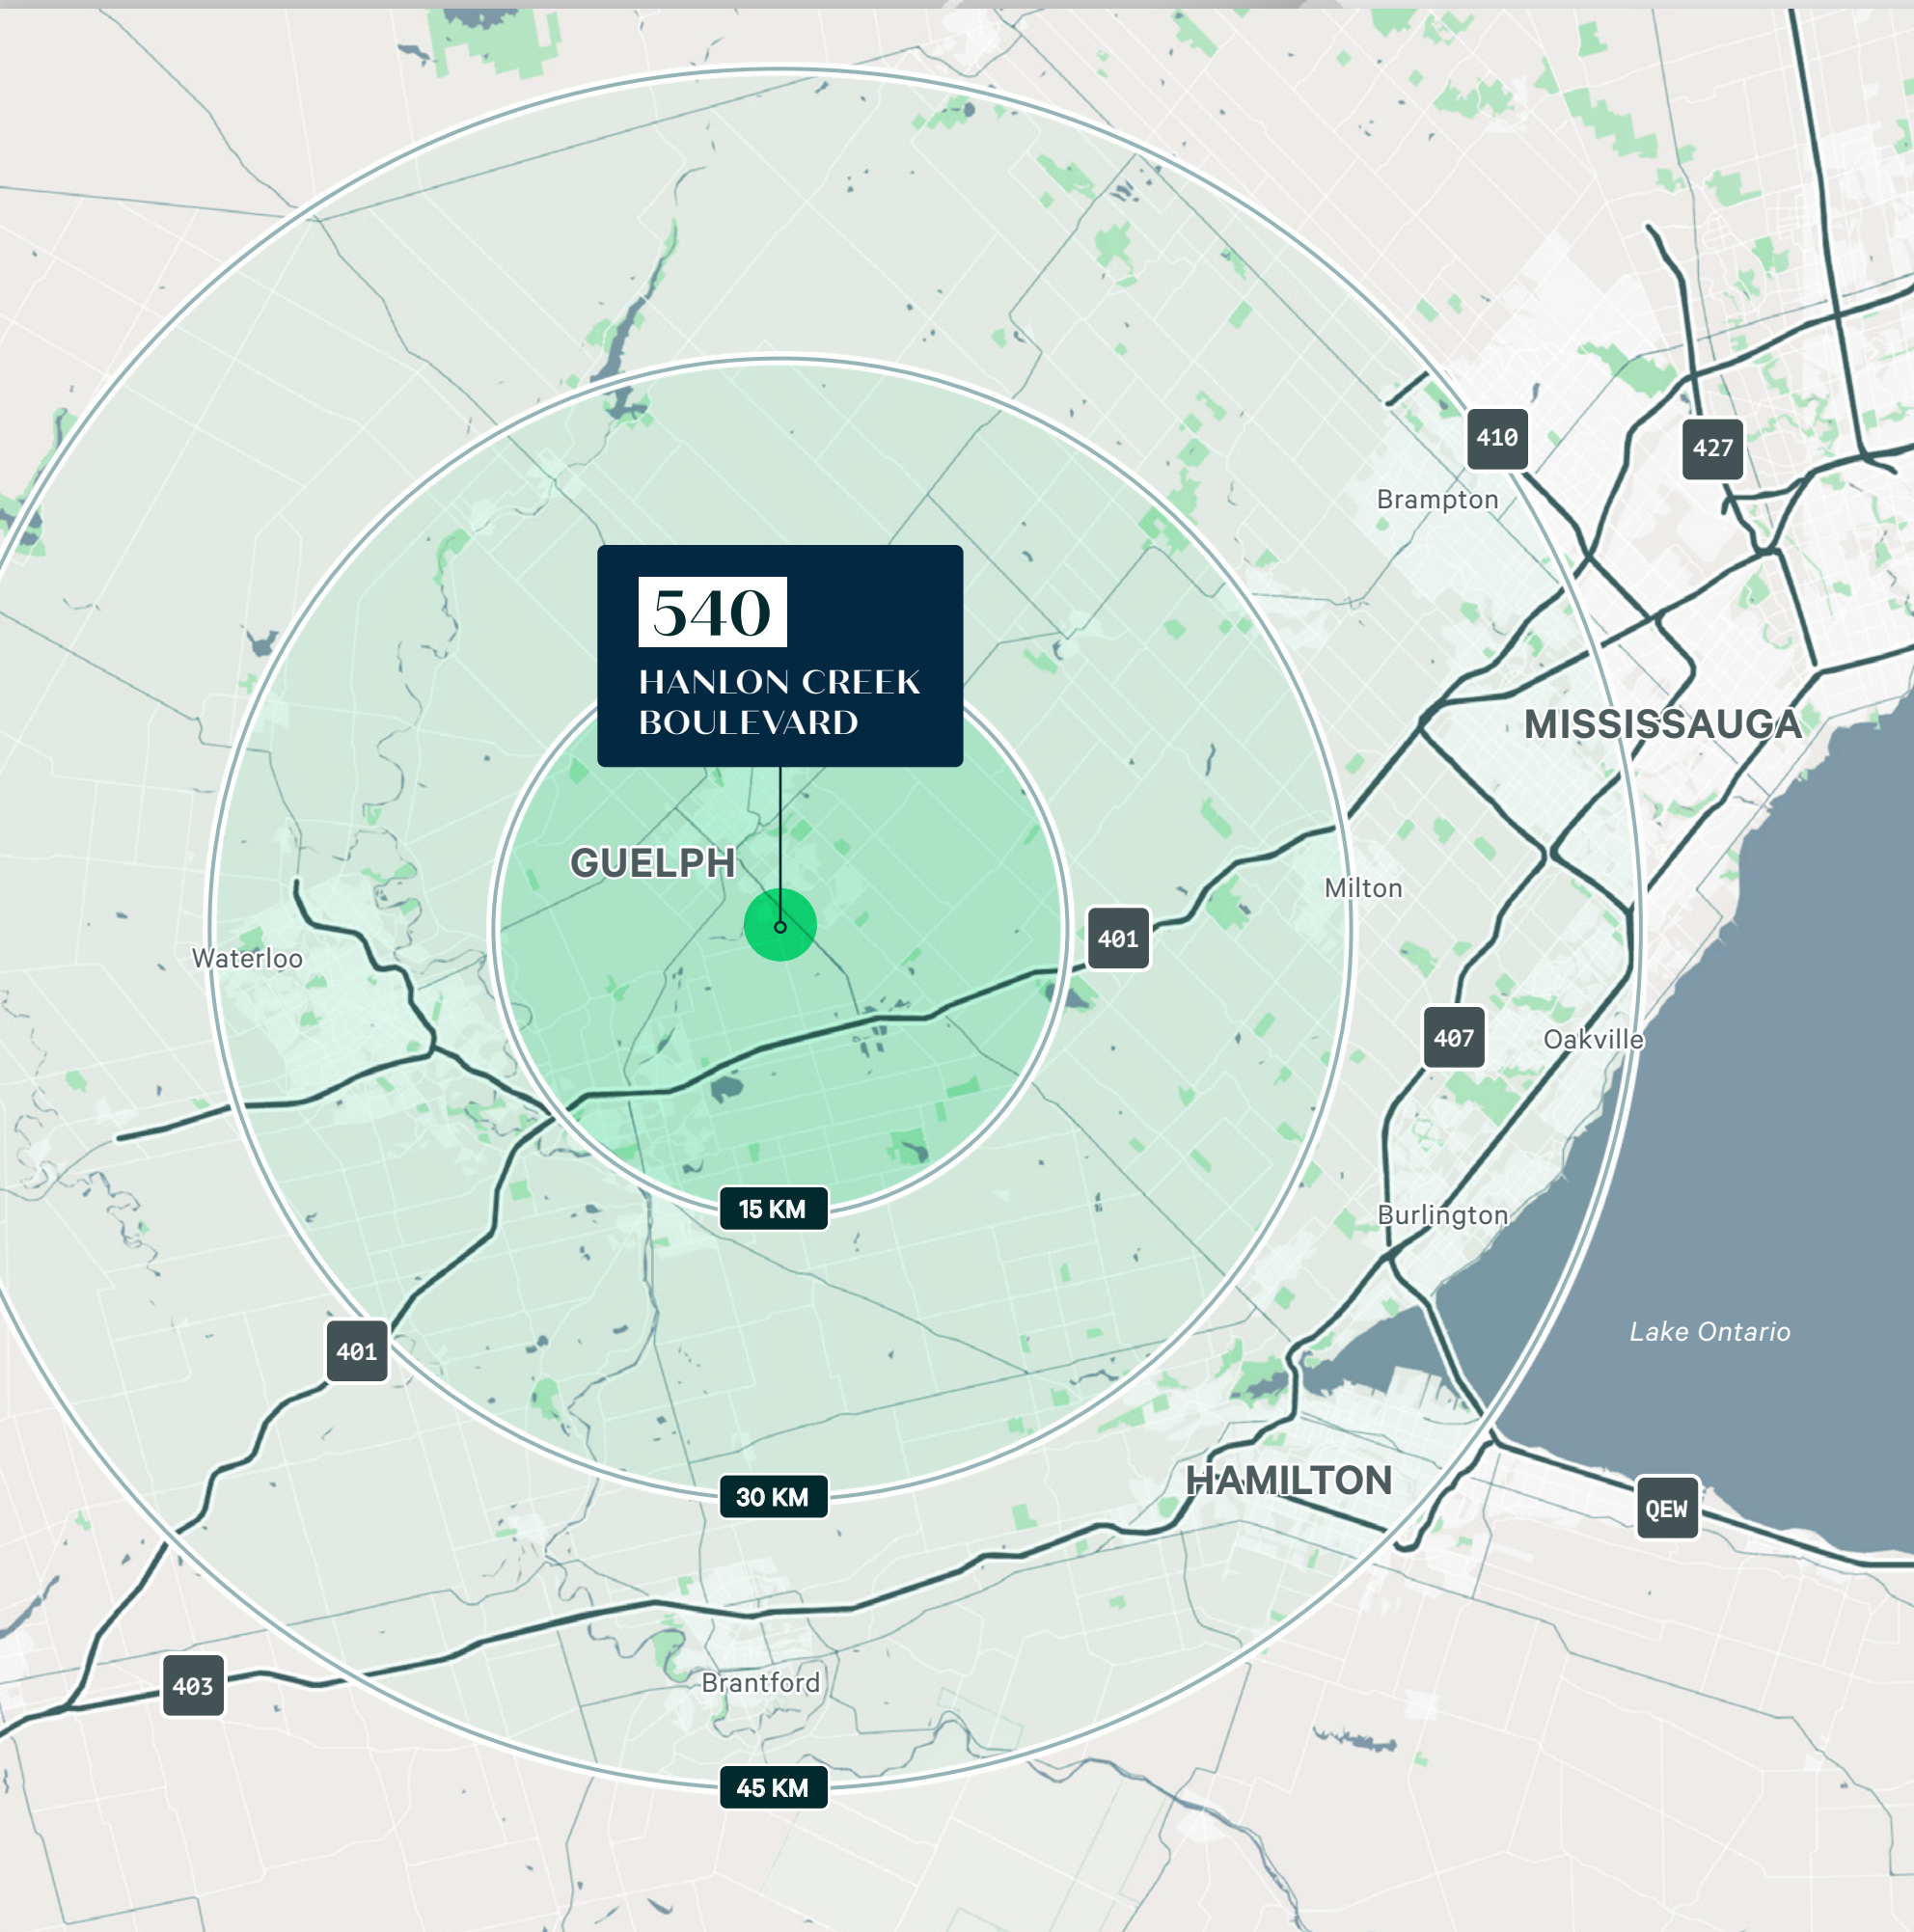 410
427
Brampton
540
HANLON CREEK
BOULEVARD
MISSISSAUGA
GUELPH
Milton
401
Waterloo
407
Oakville
15 KM
Burlington
Lake Ontario
401
HAMILTON
30 KM
QEW
Brantford
403
45 KM